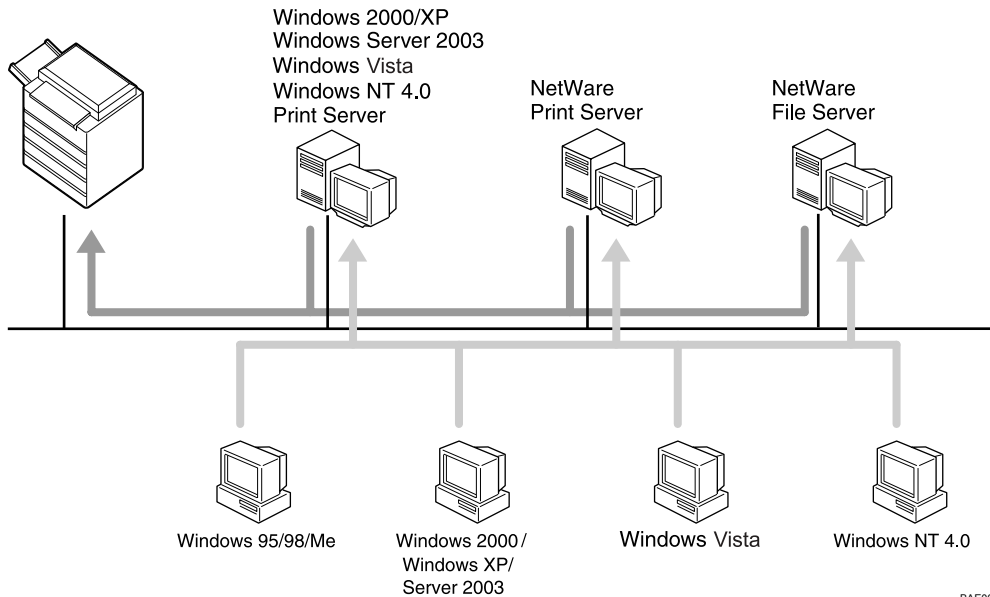 Windows 2000/XP
Windows Server 2003
Windows Vista
Windows NT 4.0
Print Server
NetWare
Print Server
NetWare
File Server
Windows 95/98/Me
Windows 2000/
Windows XP/
Server 2003
Windows Vista
Windows NT 4.0